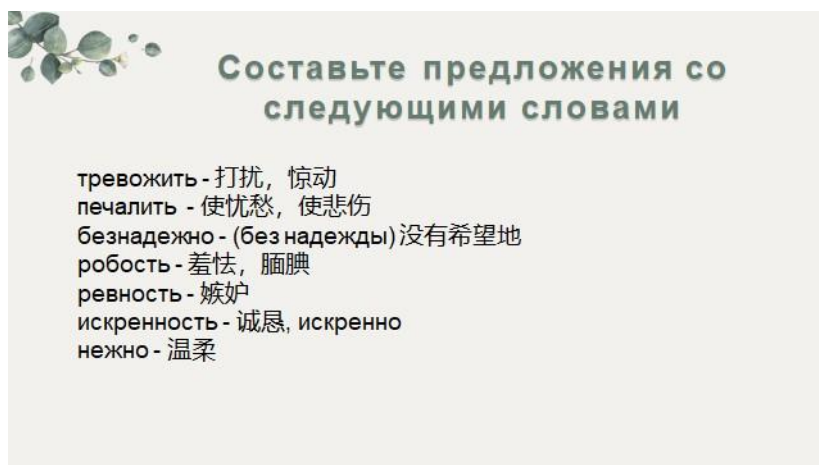 Составьте предложения со
следующими словами
тревожить - 打扰，惊动
печалить - 使忧愁，使悲伤
безнадежно - (без надежды) 没有希望地
робость - 羞怯，腼腆
ревность - 嫉妒
искренность - 诚恳, искренно
нежно - 温柔